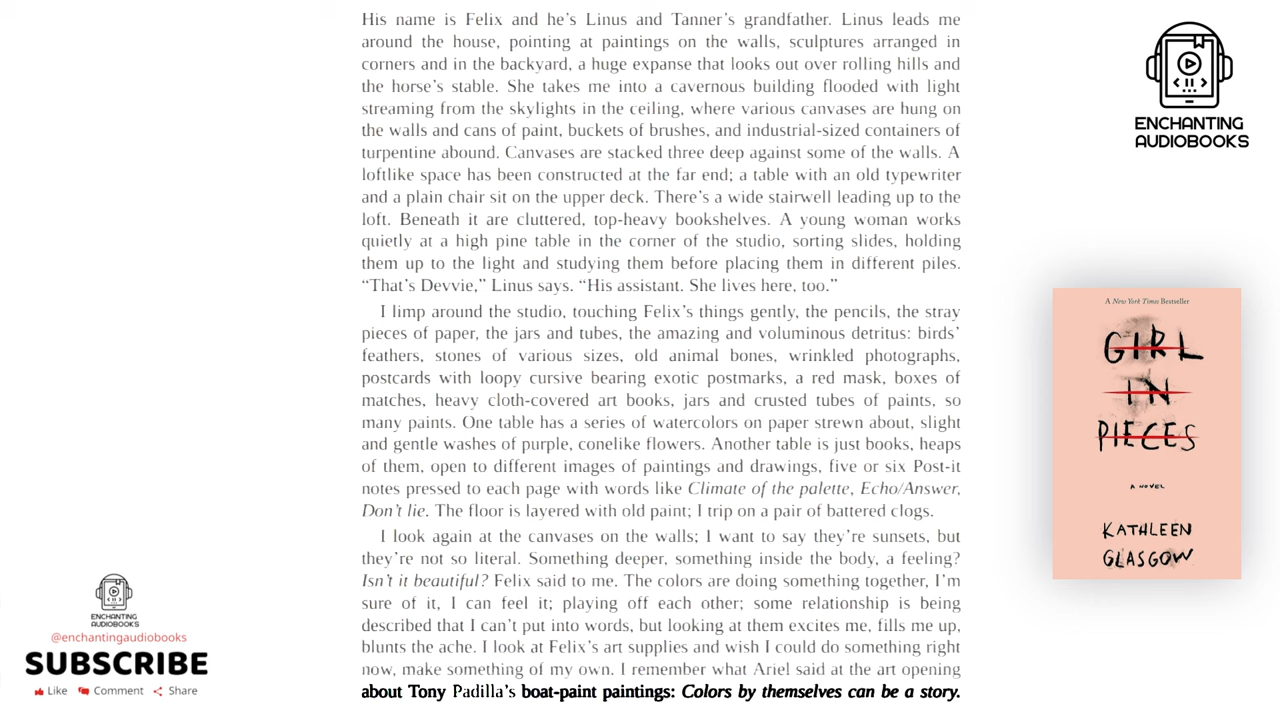 His name is Felix and he's Linus and Tanner's grandfather. Linus leads me
around the house, pointing at paintings on the walls, sculptures arranged in
corners and in the backyard, a huge expanse that looks out over rolling hills and
the horse's stable. She takes me into a cavernous building flooded with light
streaming from the skylights in the ceiling, where various canvases are hung on
the walls and cans of paint, buckets of brushes, and industrial-sized containers of
turpentine abound. Canvases are stacked three deep against some of the walls. A
loftlike space has been constructed at the far end; a table with an old typewriter
and a plain chair sit on the upper deck. There's a wide stairwell leading up to the
loft. Beneath it are cluttered, top-heavy bookshelves. A young woman works
quietly at a high pine table in the corner of the studio, sorting slides, holding
them up to the light and studying them before placing them in different piles.
“That's Devvie,” Linus says. “His assistant. She lives here, too.”
I limp around the studio, touching Felix's things gently, the pencils, the stray
pieces of paper, the jars and tubes, the amazing and voluminous detritus: birds'
feathers, stones of various sizes, old animal bones, wrinkled photographs,
postcards with loopy cursive bearing exotic postmarks, a red mask, boxes of
matches, heavy cloth-covered art books, jars and crusted tubes of paints, so
many paints. One table has a series of watercolors on paper strewn about, slight
and gentle washes of purple, conelike flowers. Another table is just books, heaps
of them, open to different images of paintings and drawings, five or six Post-it
notes pressed to each page with words like Climate of the palette, Echo/Answer,
Don't lie. The floor is layered with old paint; I trip on a pair of battered clogs.
I look again at the canvases on the walls; I want to say they're sunsets, but
they're not so literal. Something deeper, something inside the body, a feeling?
Isn't it beautiful? Felix said to me. The colors are doing something together, I'm
sure of it, I can feel it; playing off each other; some relationship is being
described that I can't put into words, but looking at them excites me, fills me up,
blunts the ache. I look at Felix's art supplies and wish I could do something right
now, make something of my own. I remember what Ariel said at the art opening
about Tony Padilla's boat-paint paintings: Colors by themselves can be a story.
ENCHANTING
AUDIOBOOKS
A New York Times Bestseller
GIRL
IN
PIECES
A NOVEL
KATHLEEN
GLASGOW
ENCHANTING
AUDIOBOOKS
@enchantingaudiobooks
SUBSCRIBE
Like Comment Share